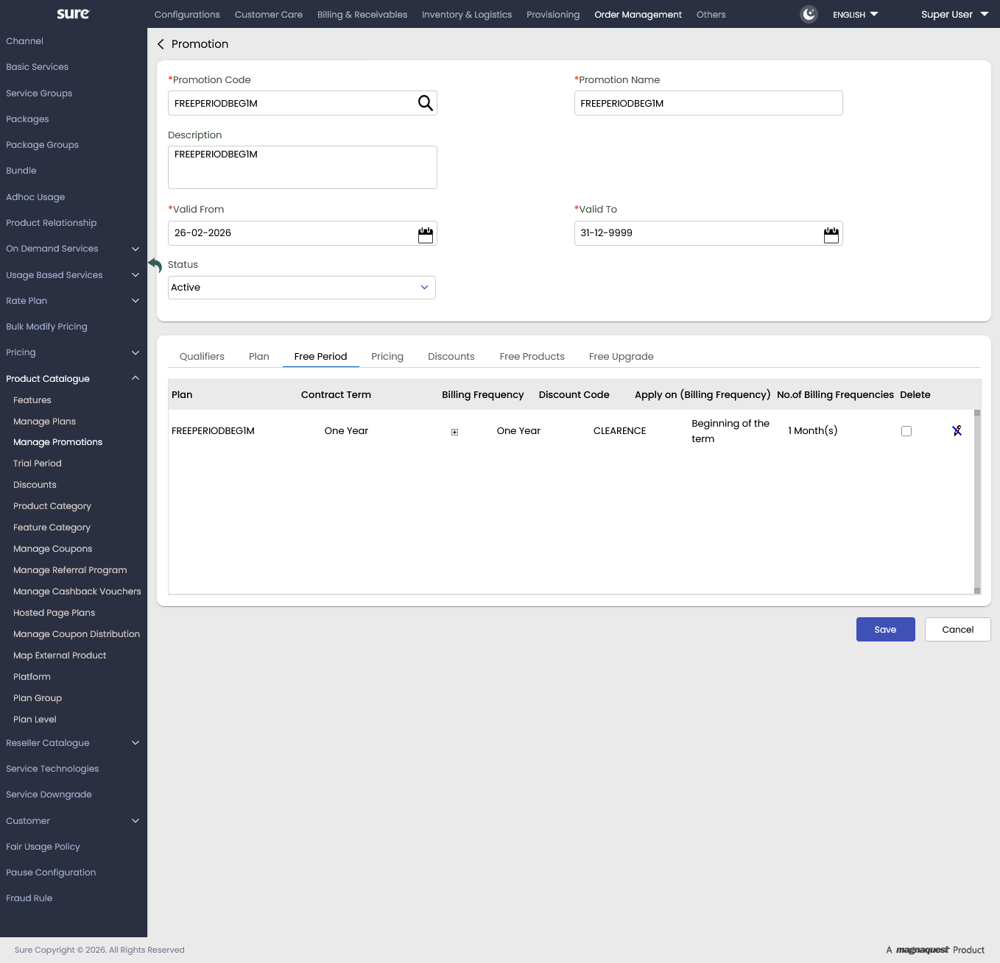 sure
Configurations Customer Care Billing & Receivables Inventory & Logistics Provisioning Order Management Others ENGLISH Super User
Channel
Basic Services
Service Groups
Packages
Package Groups
Bundle
Adhoc Usage
Product Relationship
On Demand Services
Usage Based Services
Rate Plan
Bulk Modify Pricing
Pricing
Product Catalogue
Features
Manage Plans
Manage Promotions
Trial Period
Discounts
Product Category
Feature Category
Manage Coupons
Manage Referral Program
Manage Cashback Vouchers
Hosted Page Plans
Manage Coupon Distribution
Map External Product
Platform
Plan Group
Plan Level
Reseller Catalogue
Service Technologies
Service Downgrade
Customer
Fair Usage Policy
Pause Configuration
Fraud Rule
Promotion
*Promotion Code *Promotion Name
FREEPERIODBEG1M FREEPERIODBEG1M
Description
FREEPERIODBEG1M
*Valid From *Valid To
26-02-2026 31-12-9999
Status
Active
Qualifiers Plan Free Period Pricing Discounts Free Products Free Upgrade
Plan Contract Term Billing Frequency Discount Code Apply on (Billing Frequency) No.of Billing Frequencies Delete
FREEPERIODBEG1M One Year One Year CLEARENCE Beginning of the term 1 Month(s)
Save Cancel
Sure Copyright © 2026. All Rights Reserved A magnaquest Product